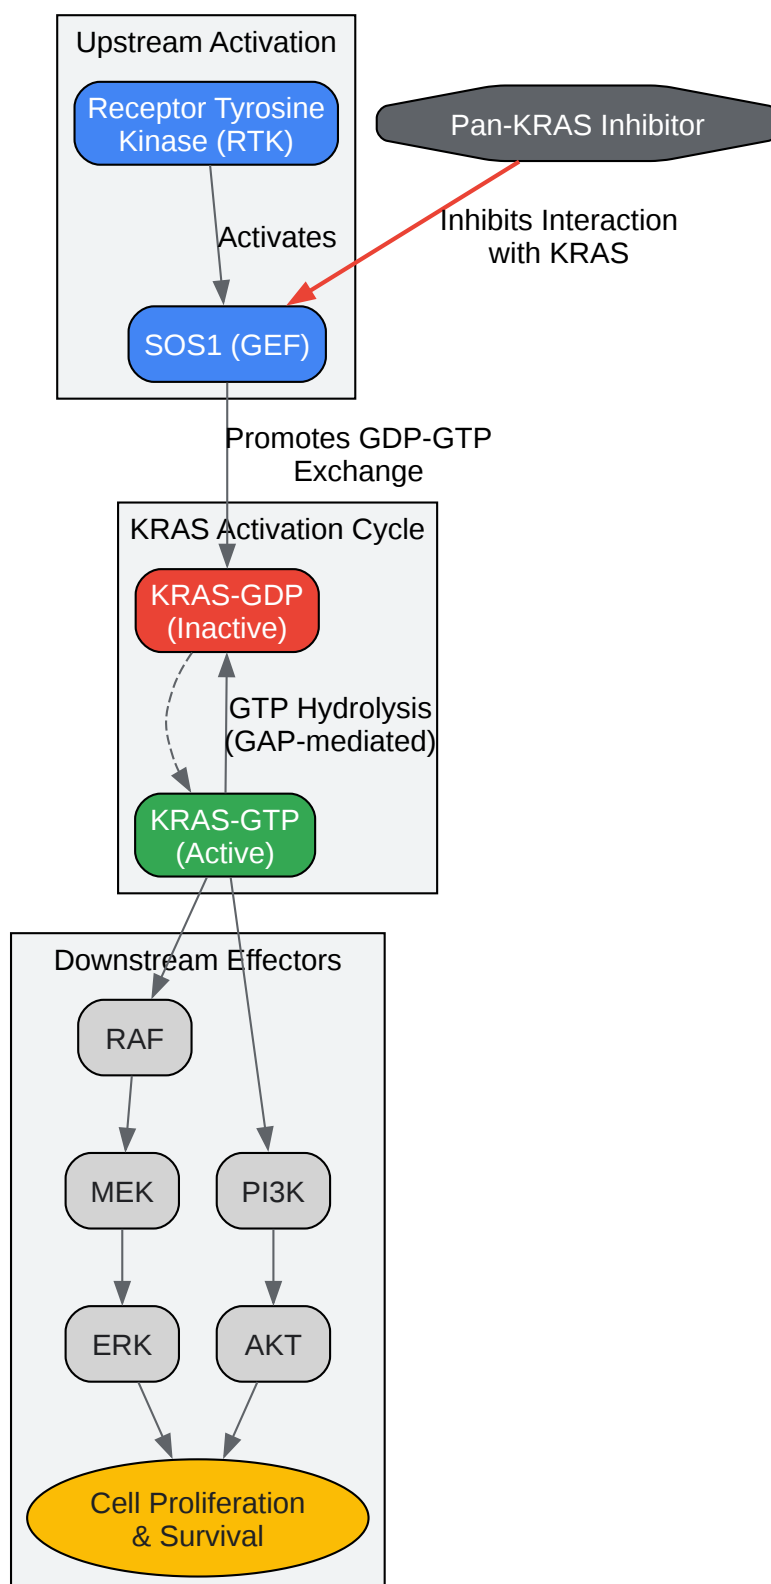 Upstream Activation
Receptor Tyrosine
Kinase (RTK)
Pan-KRAS Inhibitor
Activates
Inhibits Interaction
with KRAS
SOS1 (GEF)
Promotes GDP-GTP
Exchange
KRAS Activation Cycle
KRAS-GDP
(Inactive)
GTP Hydrolysis
(GAP-mediated)
KRAS-GTP
(Active)
Downstream Effectors
RAF
MEK
PI3K
ERK
AKT
Cell Proliferation
& Survival